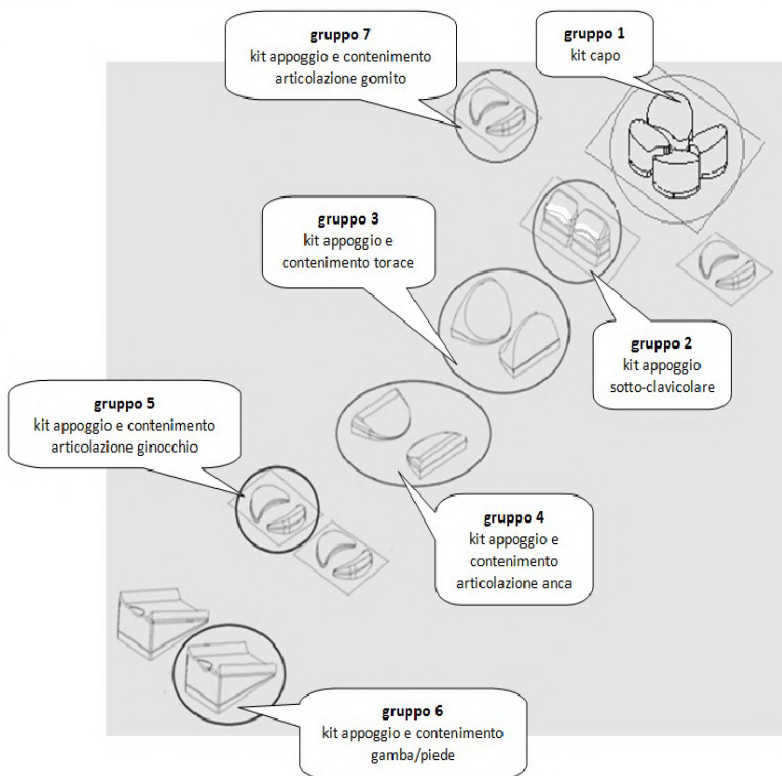 gruppo 7
kit appoggio e contenimento
articolazione gomito
gruppo 1
kit capo
gruppo 3
kit appoggio e
contenimento torace
gruppo 2
kit appoggio
sotto-clavicolare
gruppo 5
kit appoggio e contenimento
articolazione ginocchio
gruppo 4
kit appoggio e
contenimento
articolazione anca
gruppo 6
kit appoggio e contenimento
gamba/piede